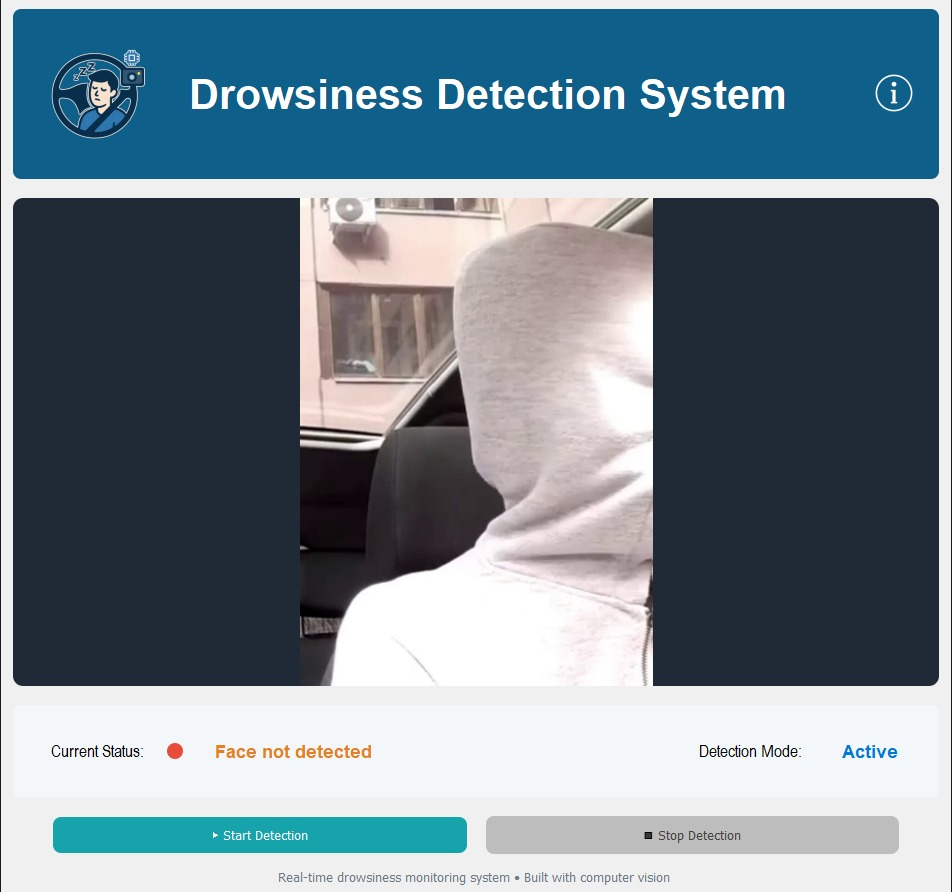 Drowsiness Detection System
Current Status: Face not detected Detection Mode: Active
Start Detection Stop Detection
Real-time drowsiness monitoring system • Built with computer vision